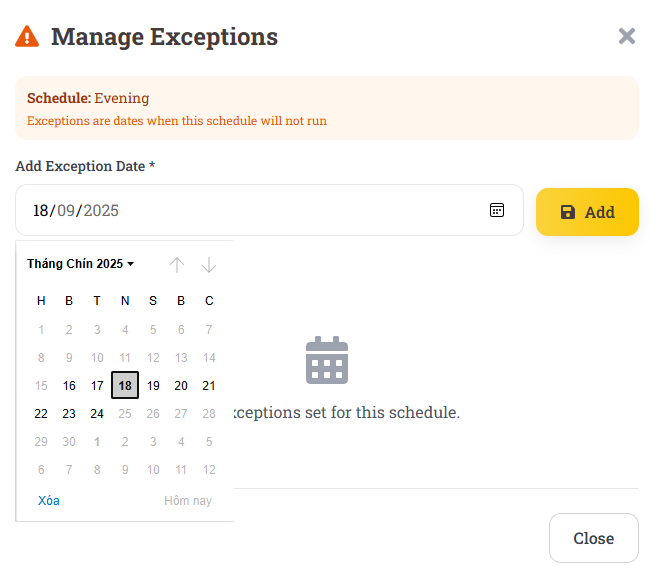 Manage Exceptions
Schedule: Evening
Exceptions are dates when this schedule will not run
Add Exception Date *
18/09/2025
Add
Tháng Chín 2025
H B T N S B C
1 2 3 4 5 6 7
8 9 10 11 12 13 14
15 16 17 18 19 20 21
22 23 24 25 26 27 28
29 30 1 2 3 4 5
6 7 8 9 10 11 12
Xóa Hôm nay
set for this schedule.
Close